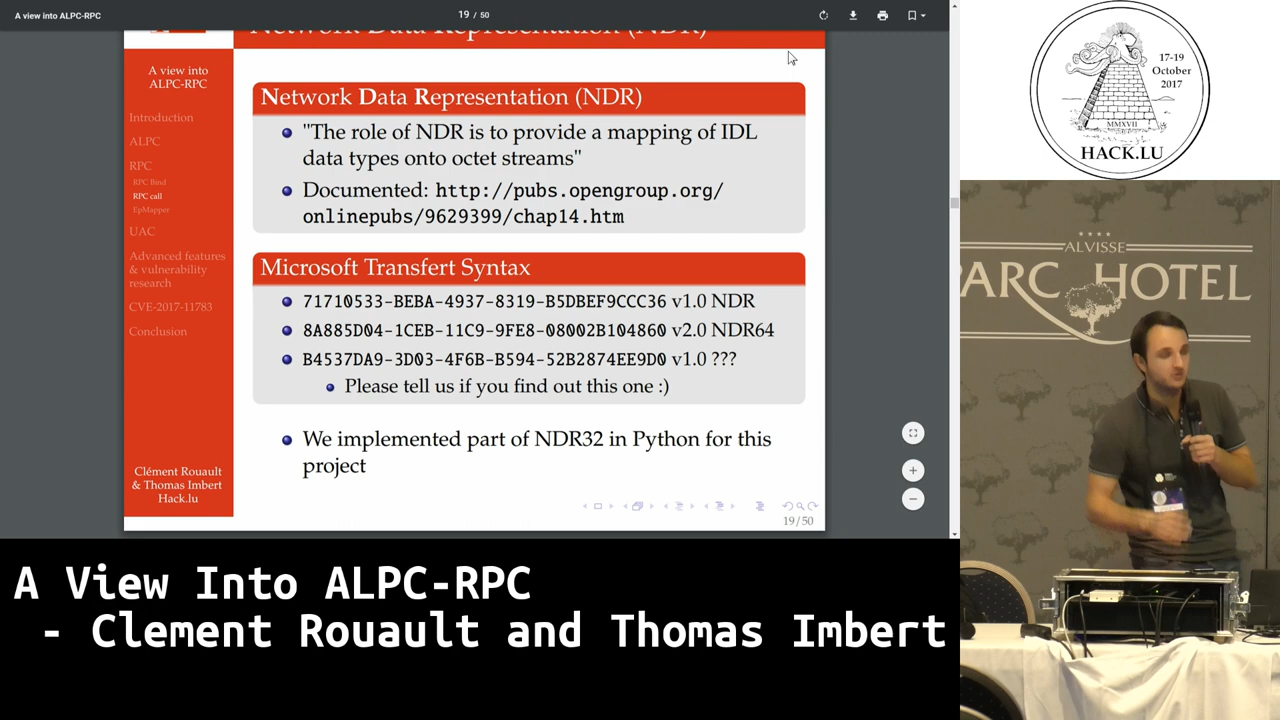 A view into ALPC-RPC
19 / 50
Network Data Representation (NDR)
A view into
ALPC-RPC
Introduction
ALPC
RPC
RPC Bind
RPC call
EpMapper
UAC
Advanced features
& vulnerability
research
CVE-2017-11783
Conclusion
Clément Rouault
& Thomas Imbert
Hack.lu
Network Data Representation (NDR)
"The role of NDR is to provide a mapping of IDL
data types onto octet streams"
Documented: http://pubs.opengroup.org/
onlinepubs/9629399/chap14.htm
Microsoft Transfert Syntax
71710533-BEBA-4937-8319-B5DBEF9CCC36 v1.0 NDR
8A885D04-1CEB-11C9-9FE8-08002B104860 v2.0 NDR64
B4537DA9-3D03-4F6B-B594-52B2874EE9D0 v1.0 ???
Please tell us if you find out this one :)
We implemented part of NDR32 in Python for this
project
19/50
17-19
October
2017
MMXVII
HACK.LU
ALVISSE
PARC HOTEL
A View Into ALPC-RPC
- Clement Rouault and Thomas Imbert